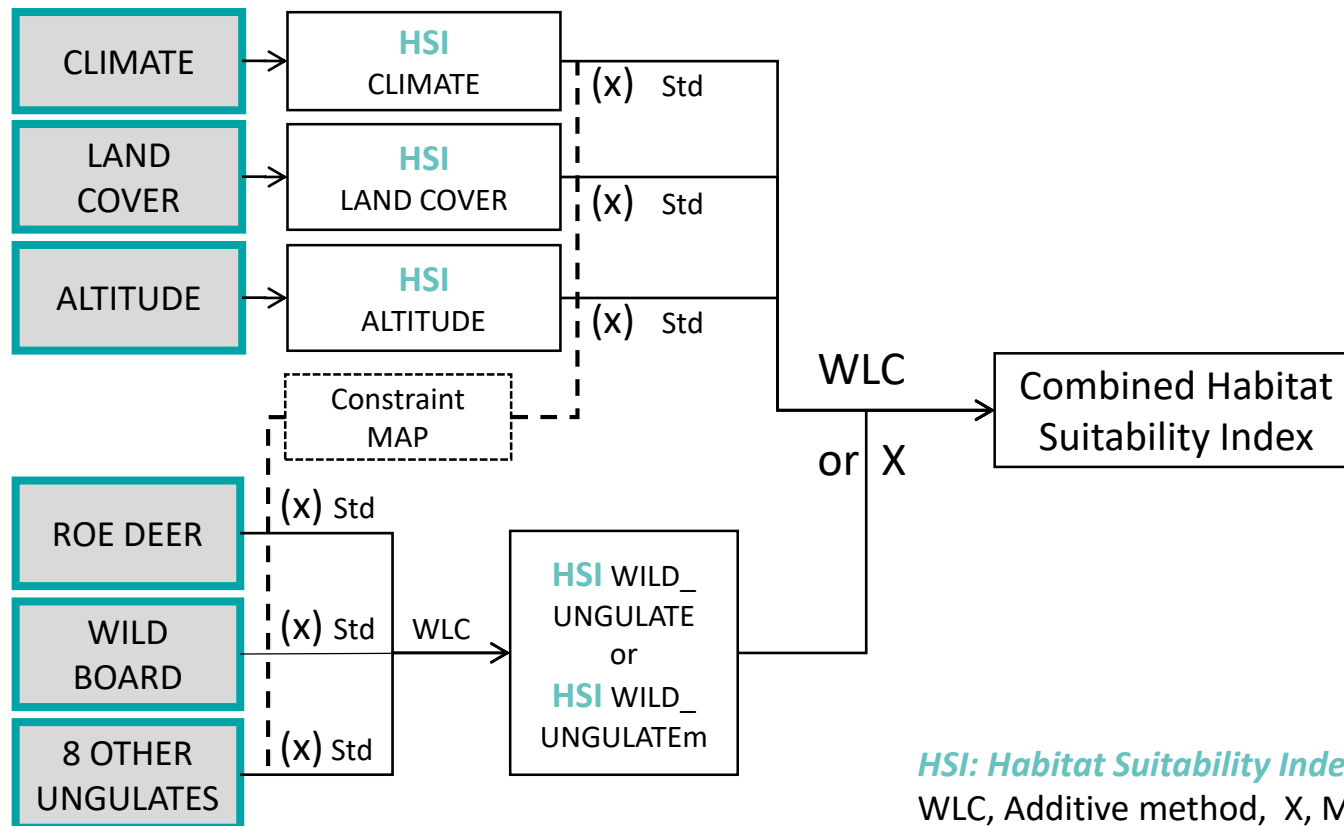 CLIMATE
HSI
CLIMATE
(x) Std
LAND
COVER
HSI
LAND COVER
(x) Std
ALTITUDE
HSI
ALTITUDE
(x) Std
Constraint
MAP
WLC
or X
Combined Habitat
Suitability Index
ROE DEER
(x) Std
WILD
BOARD
(x) Std
WLC
8 OTHER
UNGULATES
(x) Std
HSI WILD_
UNGULATE
or
HSI WILD_
UNGULATEm
HSI: Habitat Suitability Inde
WLC, Additive method, X, M